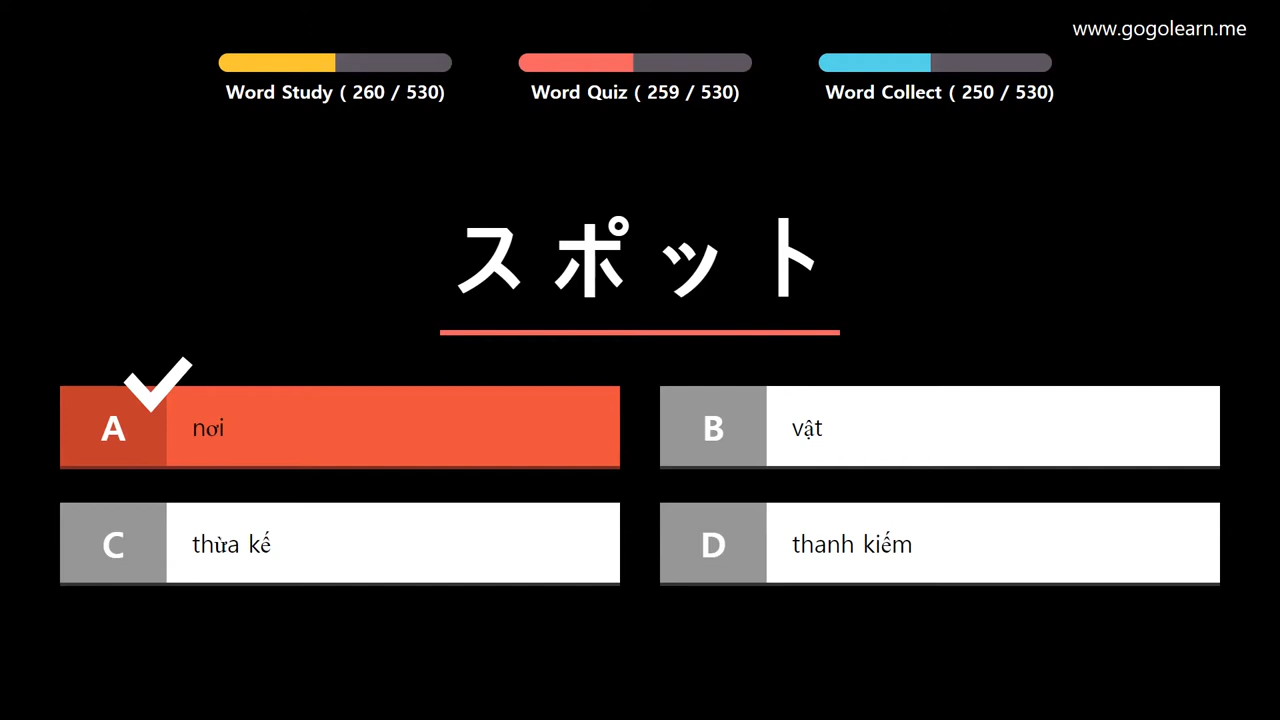 www.gogolearn.me
Word Study ( 260 / 530)
Word Quiz ( 259 / 530)
Word Collect ( 250 / 530)
スポット
A
nơi
B
vật
C
thừa kế
D
thanh kiếm